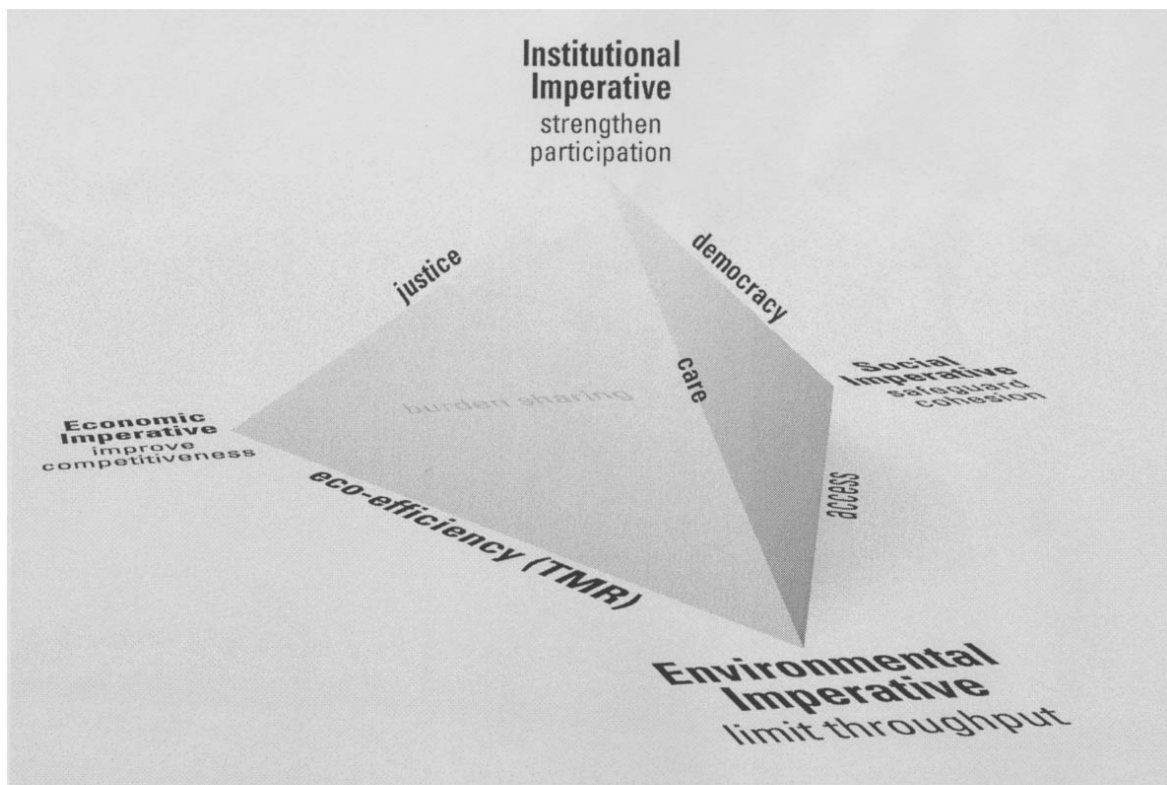 Institutional
Imperative
strengthen
participation
justice
democracy
care
Social
Imperative
safeguard
cohesion
burden sharing
Economic
Imperative
improve
competitiveness
eco-efficiency (TMR)
access
Environmental
Imperative
limit throughput